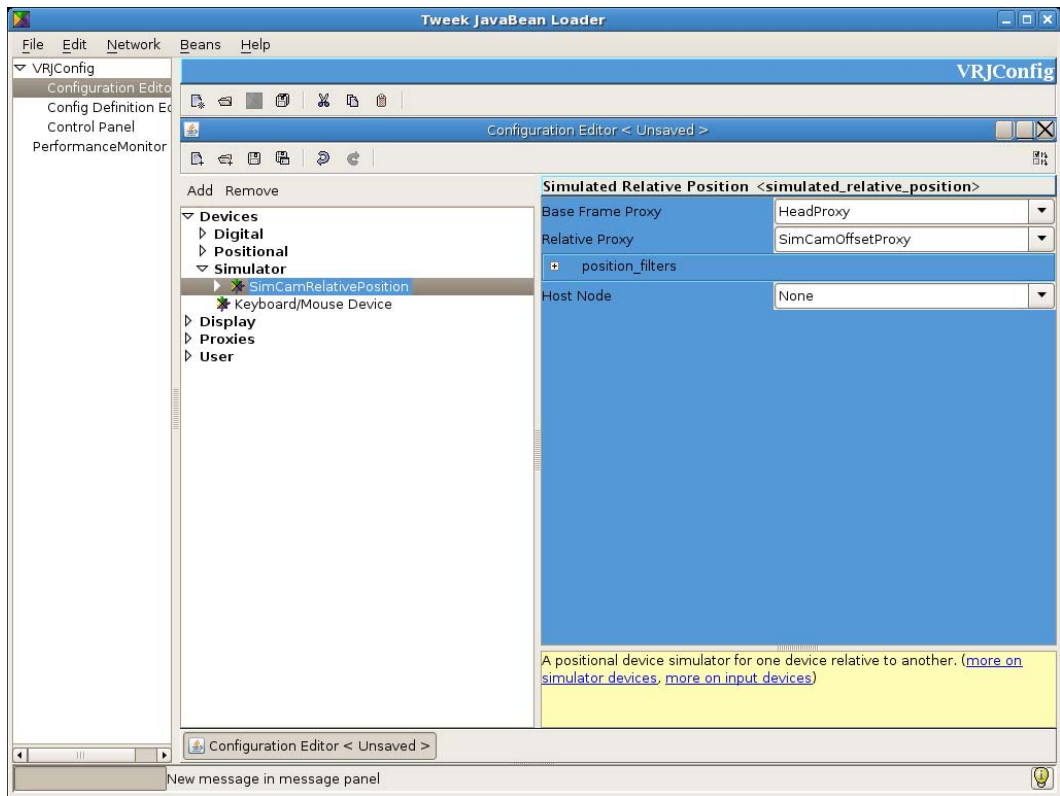 Tweek JavaBean Loader
File Edit Network Beans Help
VRJConfig
Configuration Edito
Config Definition Ed
Control Panel
PerformanceMonitor
VRJConfig
Configuration Editor < Unsaved >
Add Remove
Devices
Digital
Positional
Simulator
SimCamRelativePosition
Keyboard/Mouse Device
Display
Proxies
User
Simulated Relative Position <simulated_relative_position>
Base Frame Proxy HeadProxy
Relative Proxy SimCamOffsetProxy
position_filters
Host Node None
A positional device simulator for one device relative to another. (more on
simulator devices, more on input devices)
Configuration Editor < Unsaved >
New message in message panel